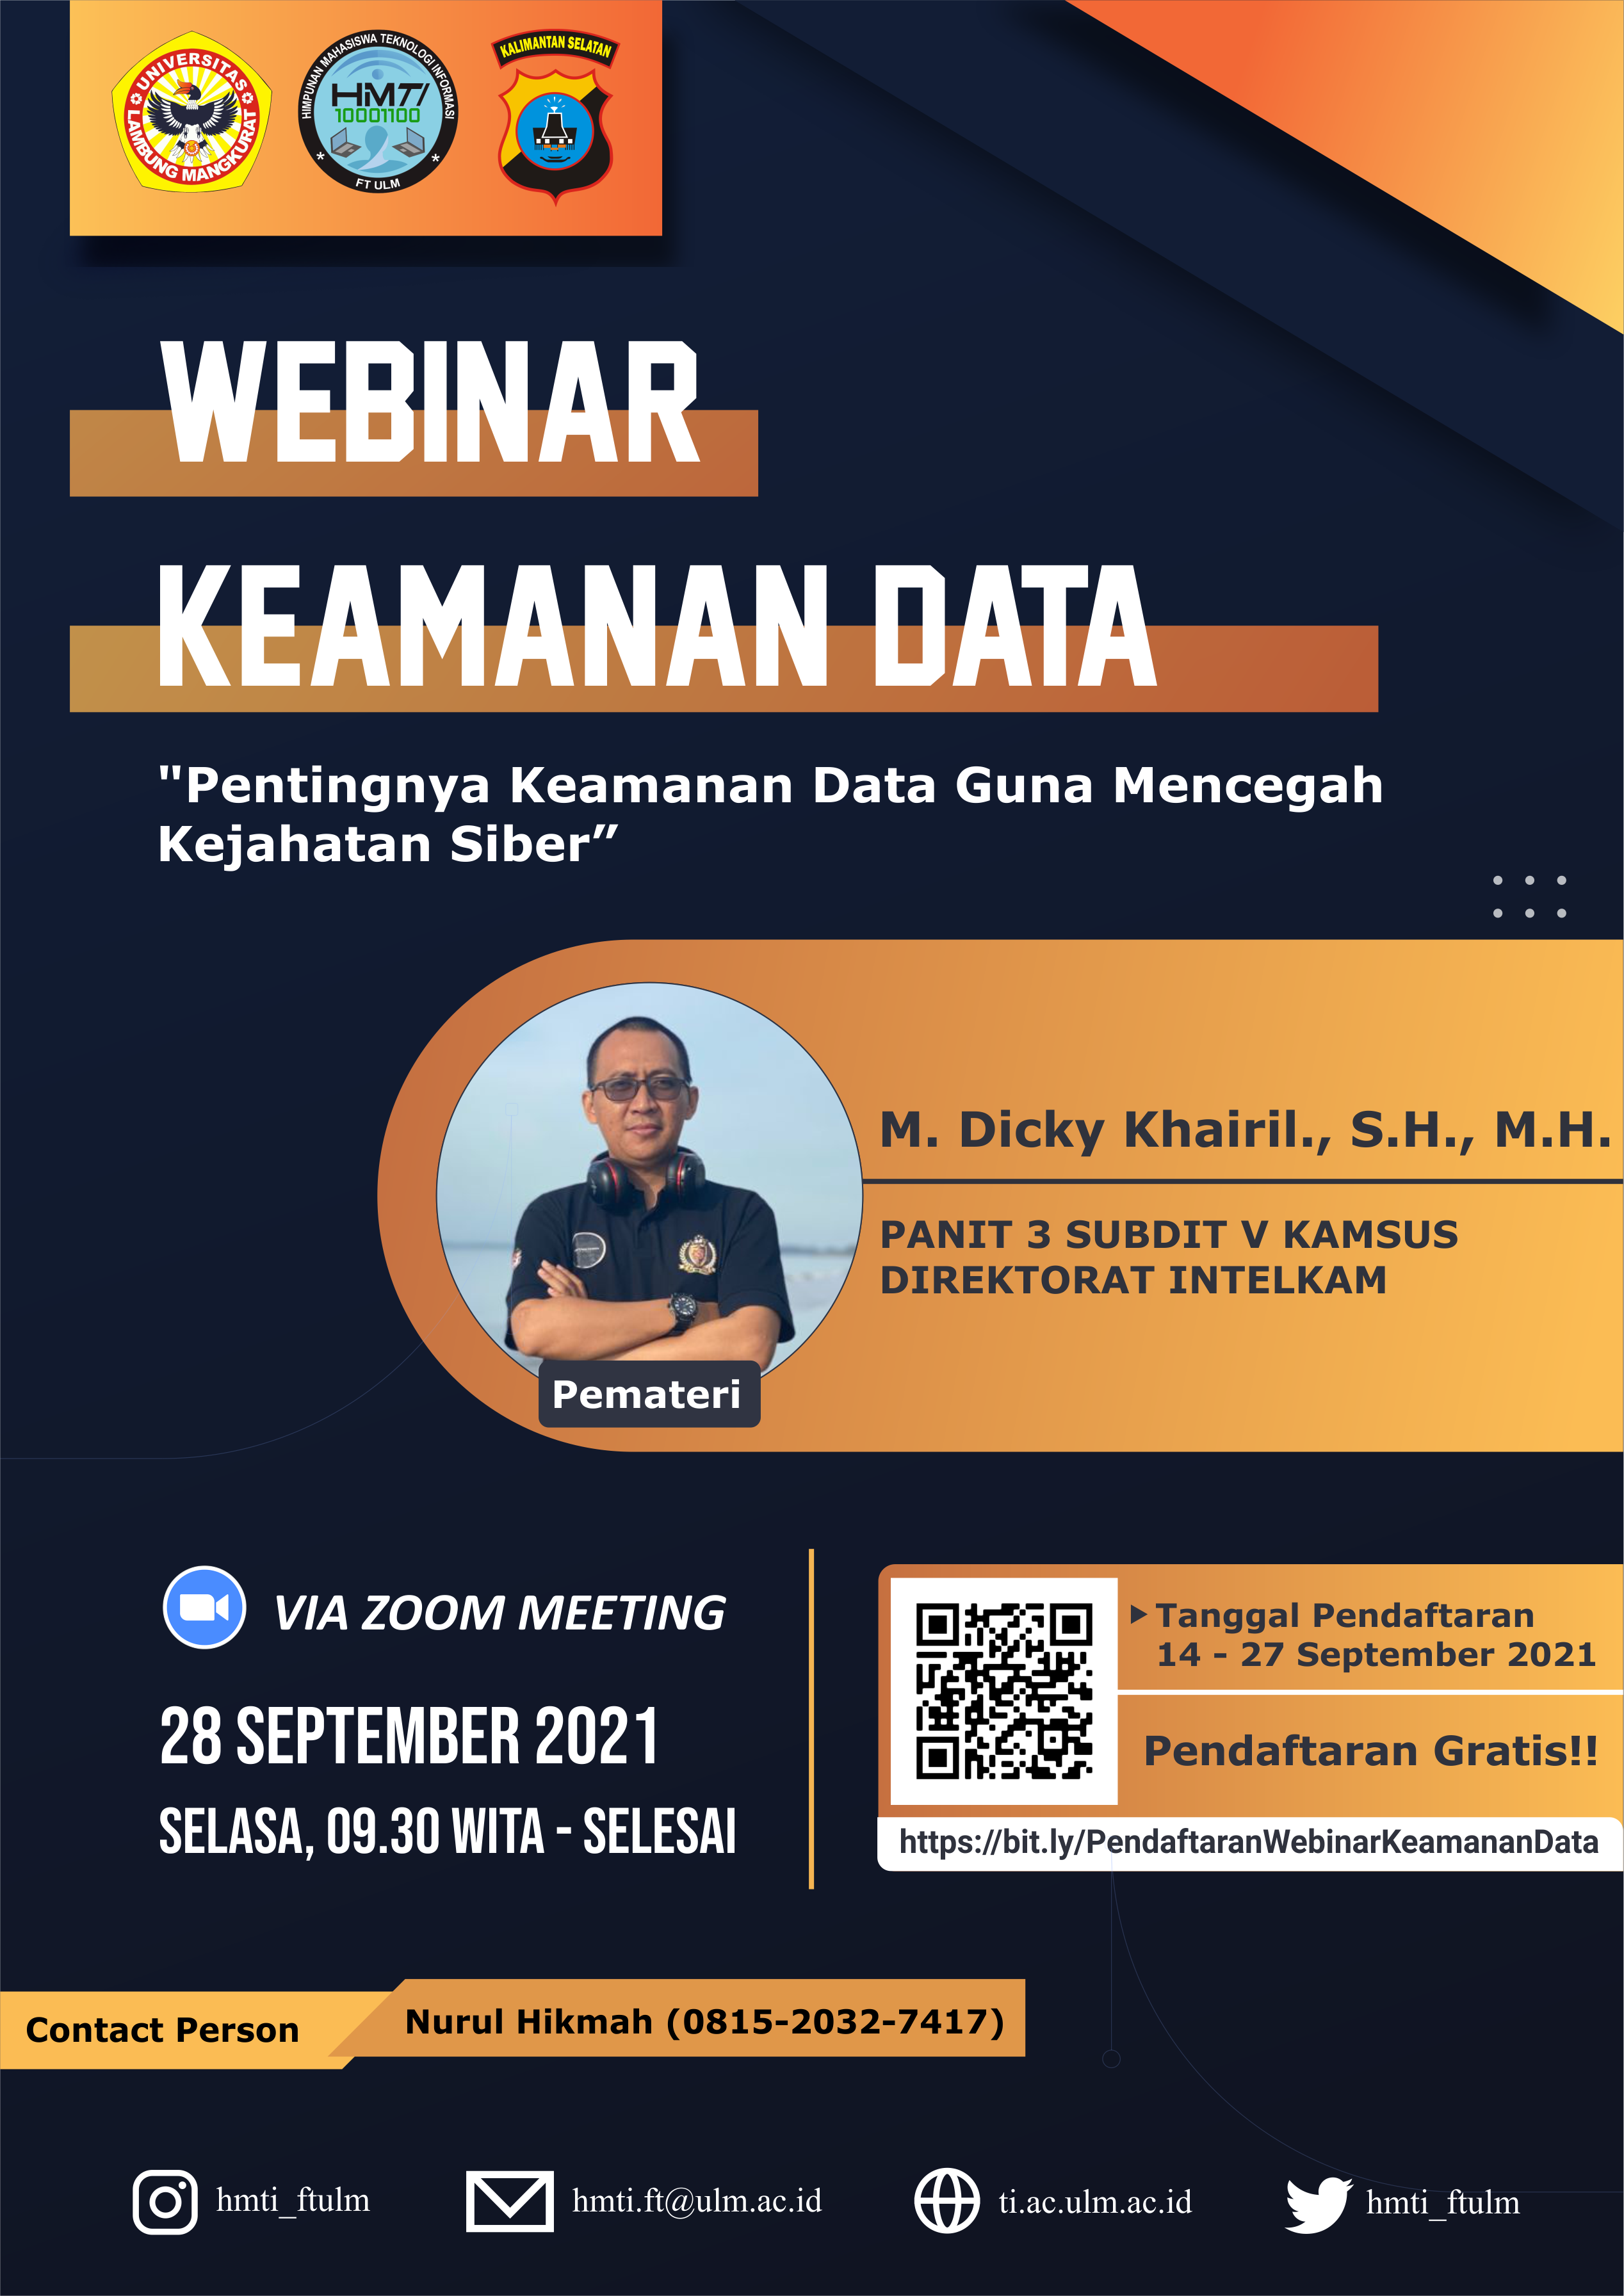 UNIVERSITAS
LAMBUNG MANGKURAT
HIMPUNAN MAHASISWA TEKNOLOGI INFORMASI
HMTI
10001100
FT ULM
KALIMANTAN SELATAN
WEBINAR
KEAMANAN DATA
"Pentingnya Keamanan Data Guna Mencegah
Kejahatan Siber”
M. Dicky Khairil., S.H., M.H.
PANIT 3 SUBDIT V KAMSUS
DIREKTORAT INTELKAM
Pemateri
VIA ZOOM MEETING
28 SEPTEMBER 2021
SELASA, 09.30 WITA - SELESAI
Tanggal Pendaftaran
14 - 27 September 2021
Pendaftaran Gratis!!
https://bit.ly/PendaftaranWebinarKeamananData
Contact Person
Nurul Hikmah (0815-2032-7417)
hmti_ftulm
hmti.ft@ulm.ac.id
ti.ac.ulm.ac.id
hmti_ftulm